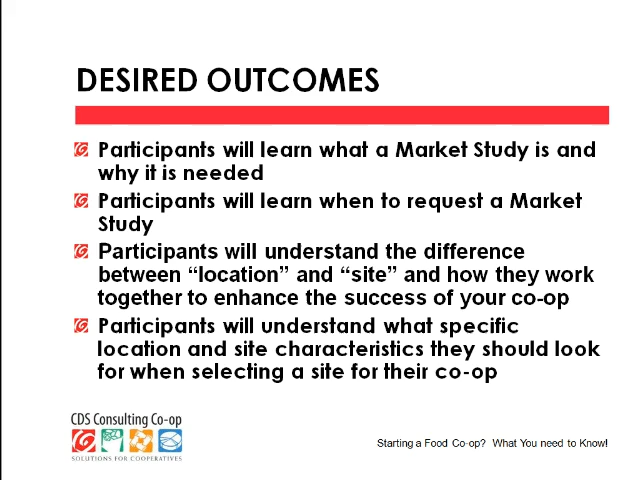 DESIRED OUTCOMES
Participants will learn what a Market Study is and
why it is needed
Participants will learn when to request a Market
Study
Participants will understand the difference
between “location” and “site” and how they work
together to enhance the success of your co-op
Participants will understand what specific
location and site characteristics they should look
for when selecting a site for their co-op
CDS Consulting Co-op
SOLUTIONS FOR COOPERATIVES
Starting a Food Co-op? What You need to Know!